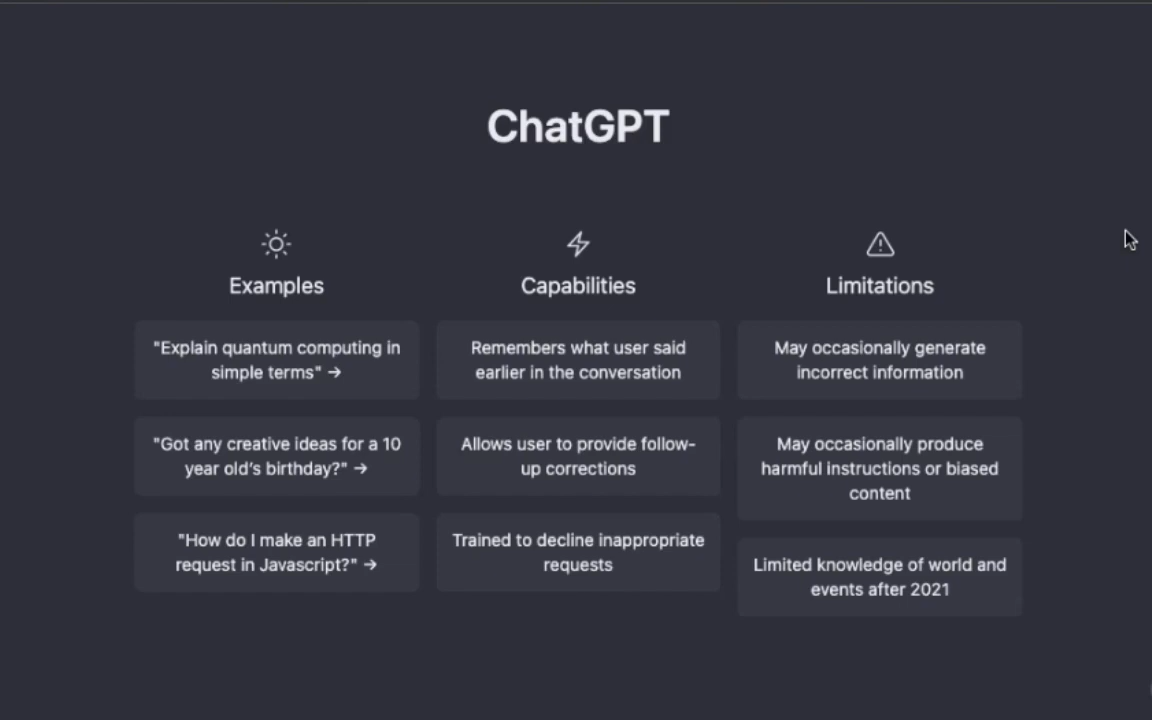 ChatGPT
Examples
"Explain quantum computing in
simple terms" →
"Got any creative ideas for a 10
year old's birthday?" →
"How do I make an HTTP
request in Javascript?" →
Capabilities
Remembers what user said
earlier in the conversation
Allows user to provide follow-
up corrections
Trained to decline inappropriate
requests
Limitations
May occasionally generate
incorrect information
May occasionally produce
harmful instructions or biased
content
Limited knowledge of world and
events after 2021